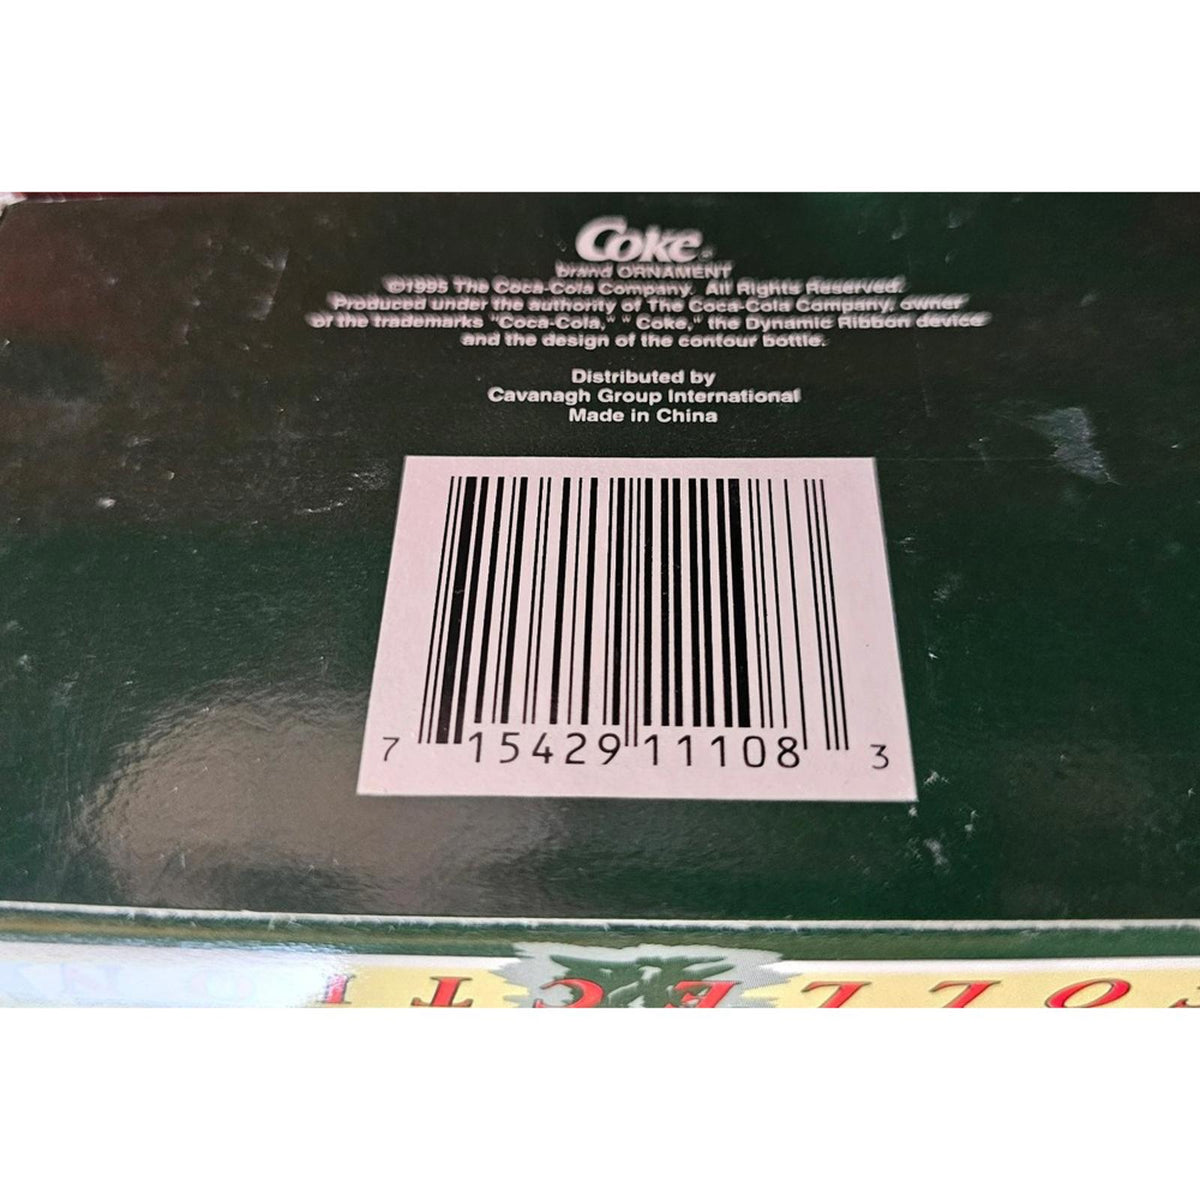 Coke
brand ORNAMENT
©1995 The Coca-Cola Company. All Rights Reserved.
Produced under the authority of The Coca-Cola Company, owner
of the trademarks "Coca-Cola," "Coke," the Dynamic Ribbon device
and the design of the contour bottle.
Distributed by
Cavanagh Group International
Made in China
7 15429 11108 3